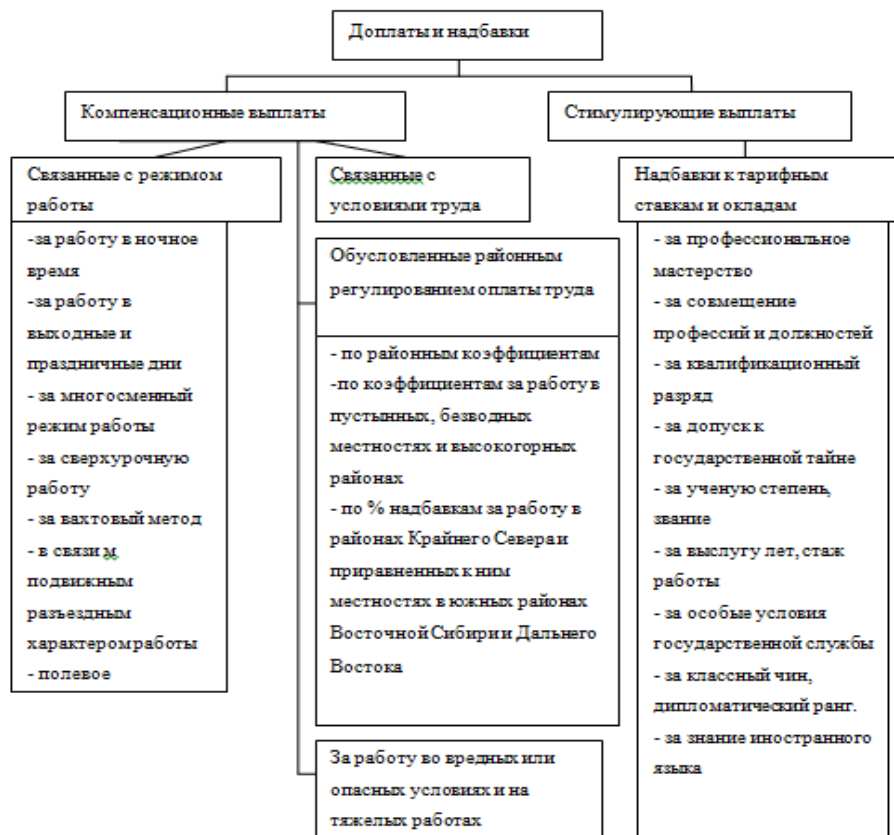 Доплаты и надбавки
Компенсационные выплаты
Стимулирующие выплаты
Связанные с режимом
работы
-за работу в ночное
время
-за работу в
выходные и
праздничные дни
- за многосменный
режим работы
- за сверхурочную
работу
- за вахтовый метод
- в связи м
подвижным
разъездным
характером работы
- полевое
Связанные с
условиями труда
Обусловленные районным
регулированием оплаты труда
- по районным коэффициентам
-по коэффициентам за работу в
пустынных, безводных
местностях и высокогорных
районах
- по % надбавкам за работу в
районах Крайнего Севера и
приравненных к ним
местностях в южных районах
Восточной Сибири и Дальнего
Востока
За работу во вредных или
опасных условиях и на
тяжелых работах
Надбавки к тарифным
ставкам и окладам
- за профессиональное
мастерство
- за совмещение
профессий и должностей
- за квалификационный
разряд
- за допуск к
государственной тайне
- за ученую степень,
звание
- за выслугу лет, стаж
работы
- за особые условия
государственной службы
- за классный чин,
дипломатический ранг.
- за знание иностранного
языка